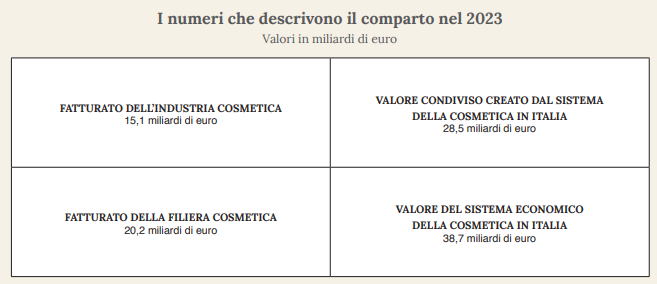 I numeri che descrivono il comparto nel 2023
Valori in miliardi di euro
FATTURATO DELL'INDUSTRIA COSMETICA
15,1 miliardi di euro
VALORE CONDIVISO CREATO DAL SISTEMA
DELLA COSMETICA IN ITALIA
28,5 miliardi di euro
FATTURATO DELLA FILIERA COSMETICA
20,2 miliardi di euro
VALORE DEL SISTEMA ECONOMICO
DELLA COSMETICA IN ITALIA
38,7 miliardi di euro